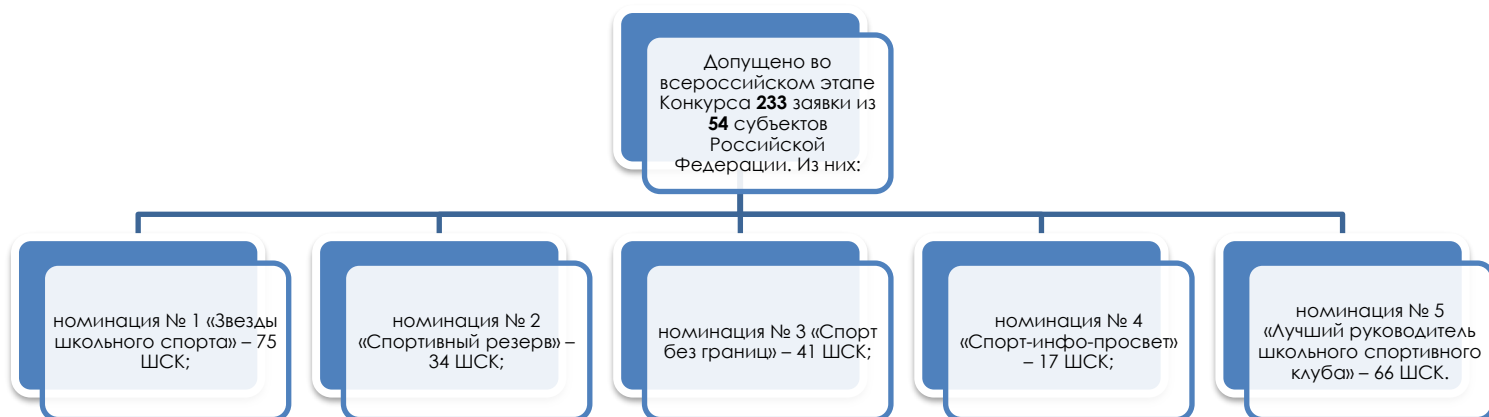 Допущено во
всероссийском этапе
Конкурса 233 заявки из
54 субъектов
Российской
Федерации. Из них:
номинация № 1 «Звезды
школьного спорта» – 75
ШСК;
номинация № 2
«Спортивный резерв» –
34 ШСК;
номинация № 3 «Спорт
без границ» – 41 ШСК;
номинация № 4
«Спорт-инфо-просвет»
– 17 ШСК;
номинация № 5
«Лучший руководитель
школьного спортивного
клуба» – 66 ШСК.